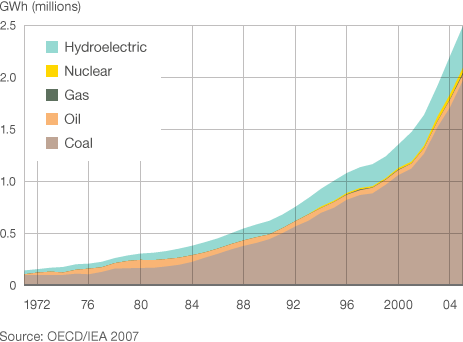 GWh (millions)
2.5
Hydroelectric
Nuclear
2.0
Gas
Oil
Coal
1.5
1.0
0.5
0
1972 76 80 84 88 92 96 2000 04
Source: OECD/IEA 2007